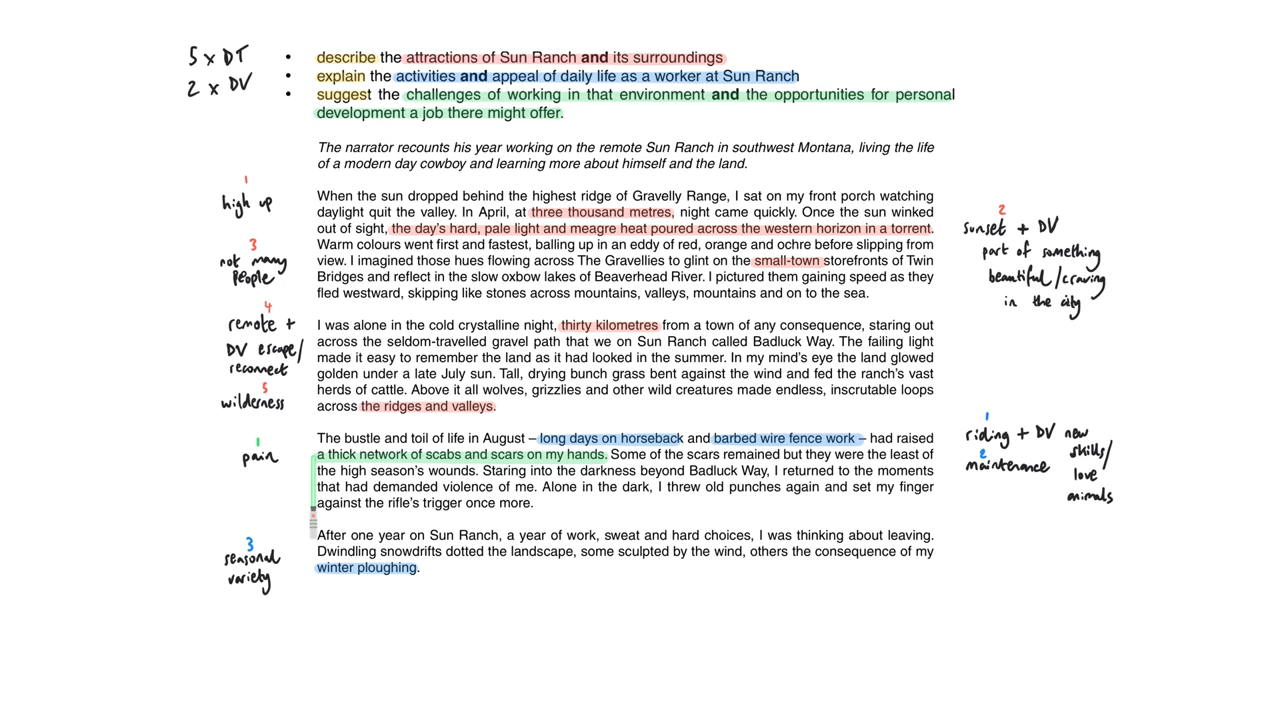 5 x DT
2 x DV
• describe the attractions of Sun Ranch and its surroundings
• explain the activities and appeal of daily life as a worker at Sun Ranch
• suggest the challenges of working in that environment and the opportunities for personal
development a job there might offer.
The narrator recounts his year working on the remote Sun Ranch in southwest Montana, living the life
of a modern day cowboy and learning more about himself and the land.
1
high up
When the sun dropped behind the highest ridge of Gravelly Range, I sat on my front porch watching
daylight quit the valley. In April, at three thousand metres, night came quickly. Once the sun winked
out of sight, the day's hard, pale light and meagre heat poured across the western horizon in a torrent.
Warm colours went first and fastest, balling up in an eddy of red, orange and ochre before slipping from
view. I imagined those hues flowing across The Gravellies to glint on the small-town storefronts of Twin
Bridges and reflect in the slow oxbow lakes of Beaverhead River. I pictured them gaining speed as they
fled westward, skipping like stones across mountains, valleys, mountains and on to the sea.
2
sunset + DV
part of something
beautiful/craving
in the city
3
not many
people
4
remote +
DV escape/
reconnect
5
wilderness
I was alone in the cold crystalline night, thirty kilometres from a town of any consequence, staring out
across the seldom-travelled gravel path that we on Sun Ranch called Badluck Way. The failing light
made it easy to remember the land as it had looked in the summer. In my mind's eye the land glowed
golden under a late July sun. Tall, drying bunch grass bent against the wind and fed the ranch's vast
herds of cattle. Above it all wolves, grizzlies and other wild creatures made endless, inscrutable loops
across the ridges and valleys.
1
pain
The bustle and toil of life in August – long days on horseback and barbed wire fence work – had raised
a thick network of scabs and scars on my hands. Some of the scars remained but they were the least of
the high season's wounds. Staring into the darkness beyond Badluck Way, I returned to the moments
that had demanded violence of me. Alone in the dark, I threw old punches again and set my finger
against the rifle's trigger once more.
1
riding + DV new
skills/
love
animals
2
maintenance
3
seasonal
variety
After one year on Sun Ranch, a year of work, sweat and hard choices, I was thinking about leaving.
Dwindling snowdrifts dotted the landscape, some sculpted by the wind, others the consequence of my
winter ploughing.